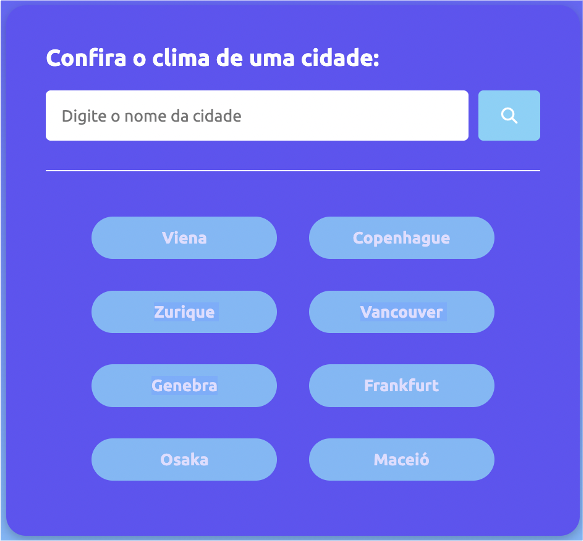 Confira o clima de uma cidade:
Digite o nome da cidade
Viena
Copenhague
Zurique
Vancouver
Genebra
Frankfurt
Osaka
Maceió